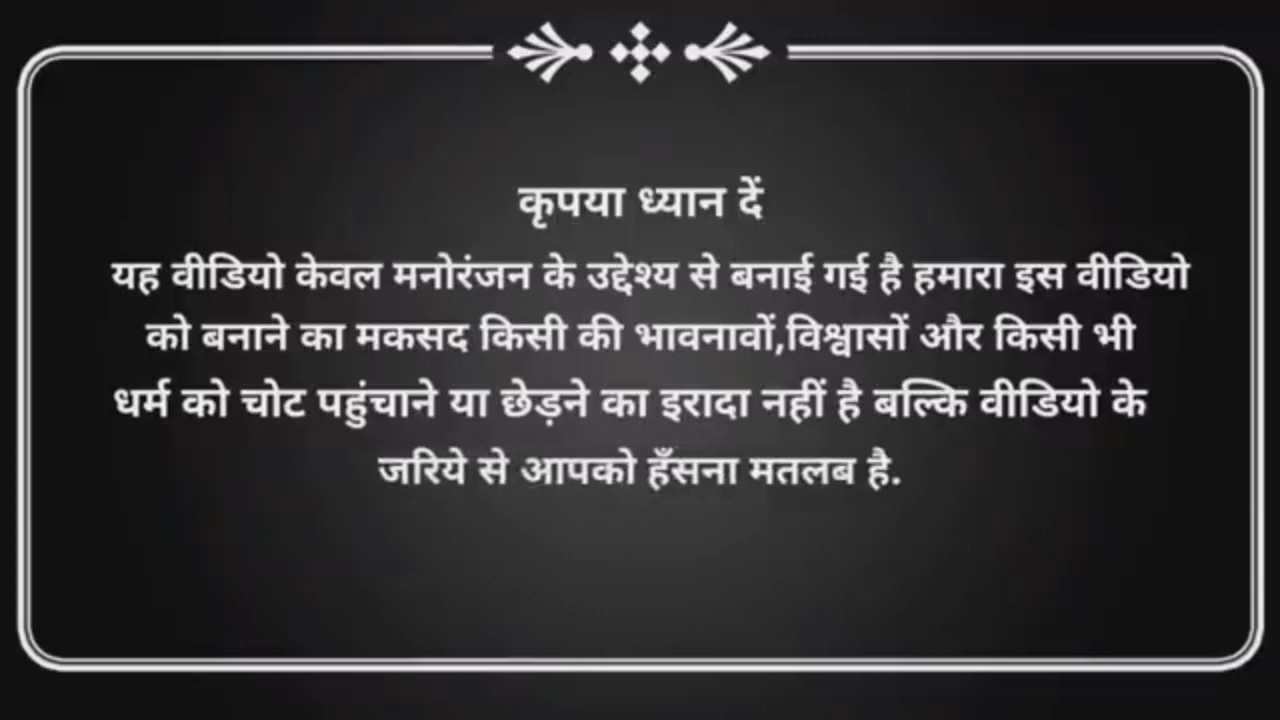 कृपया ध्यान दें
यह वीडियो केवल मनोरंजन के उद्देश्य से बनाई गई है हमारा इस वीडियो
को बनाने का मकसद किसी की भावनावों,विश्वासों और किसी भी
धर्म को चोट पहुंचाने या छेड़ने का इरादा नहीं है बल्कि वीडियो के
जरिये से आपको हँसना मतलब है.